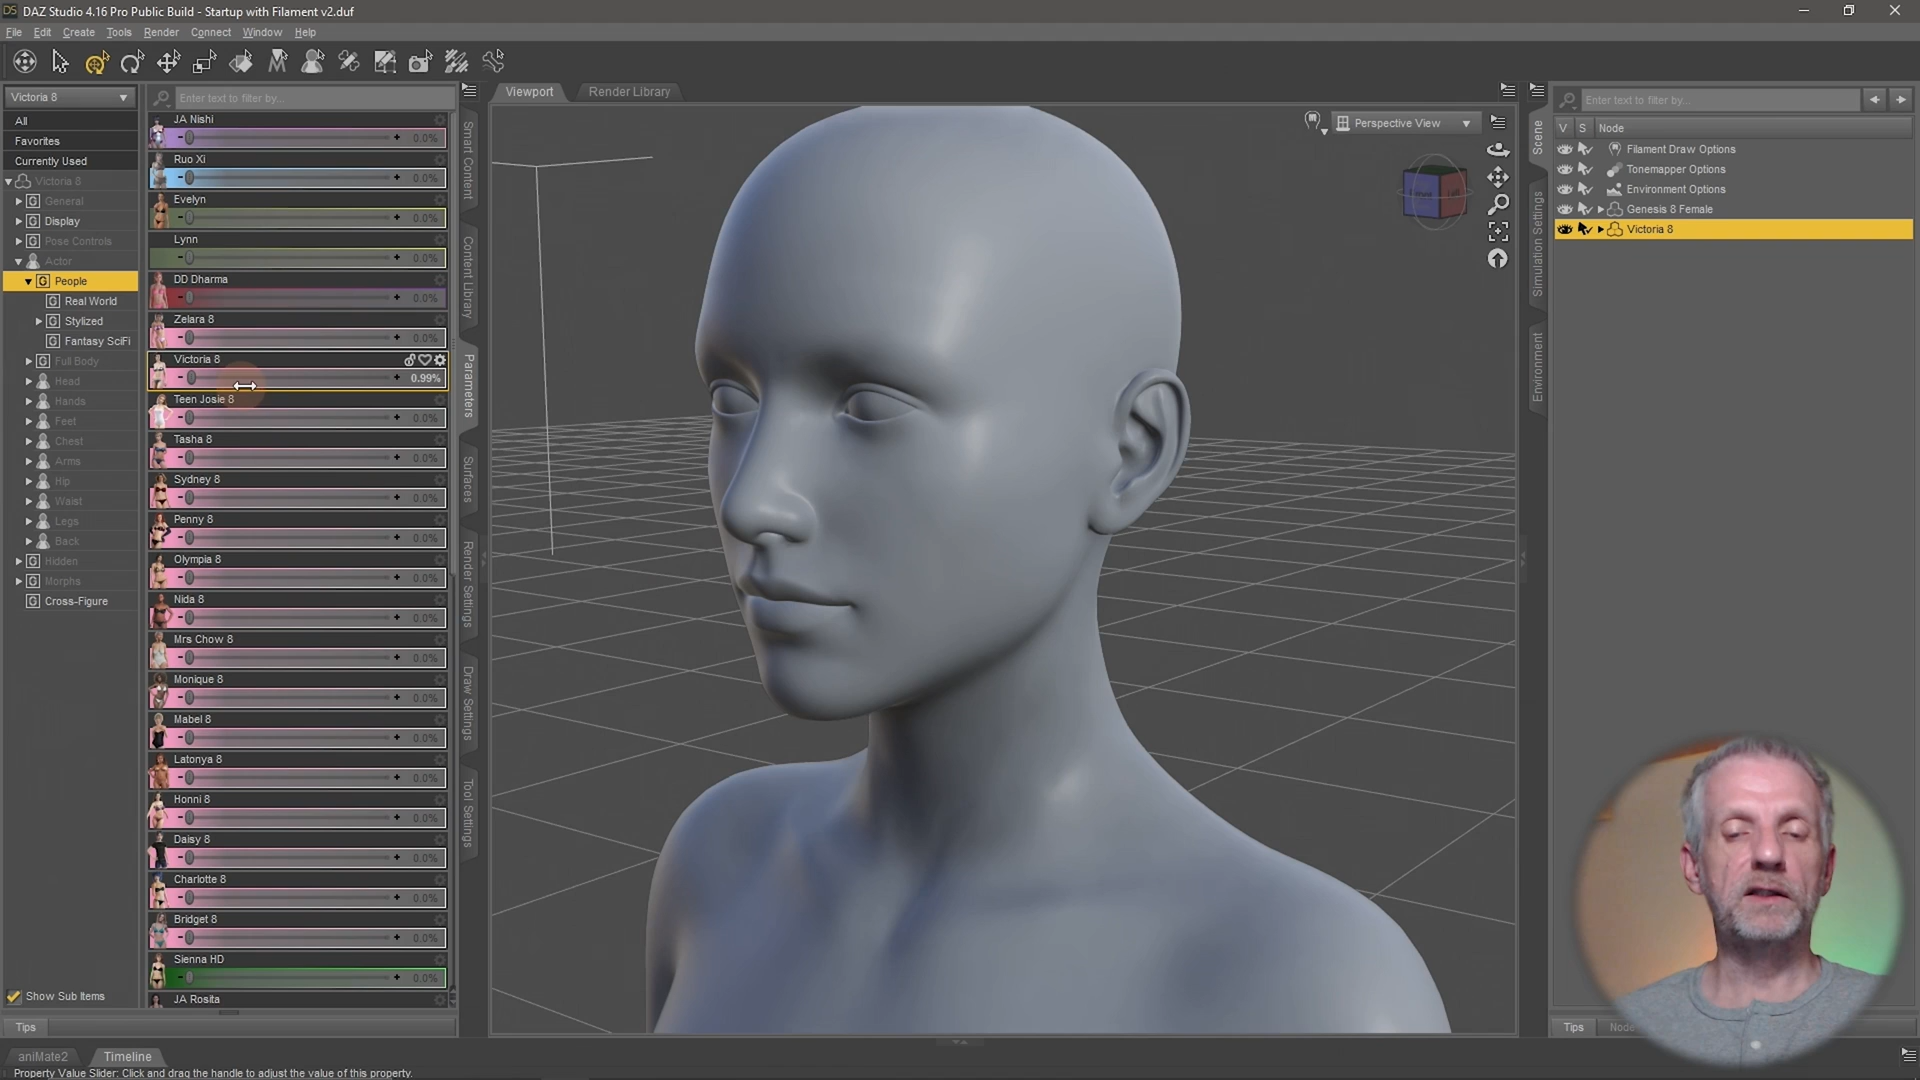 DAZ Studio 4.16 Pro Public Build - Startup with Filament v2.duf
File Edit Create Tools Render Connect Window Help
Victoria 8
All
Favorites
Currently Used
Victoria 8
General
Display
Pose Controls
Actor
People
Real World
Stylized
Fantasy SciFi
Full Body
Head
Hands
Feet
Chest
Arms
Hip
Waist
Legs
Back
Hidden
Morphs
Cross-Figure
Show Sub Items
Tips
Enter text to filter by...
JA Nishi
0.0%
Ruo Xi
0.0%
Evelyn
0.0%
Lynn
0.0%
DD Dharma
0.0%
Zelara 8
0.0%
Victoria 8
0.99%
Teen Josie 8
0.0%
Tasha 8
0.0%
Sydney 8
0.0%
Penny 8
0.0%
Olympia 8
0.0%
Nida 8
0.0%
Mrs Chow 8
0.0%
Monique 8
0.0%
Mabel 8
0.0%
Latonya 8
0.0%
Honni 8
0.0%
Daisy 8
0.0%
Charlotte 8
0.0%
Bridget 8
0.0%
Sienna HD
0.0%
JA Rosita
Smart Content
Content Library
Parameters
Surfaces
Render Settings
Draw Settings
Tool Settings
Viewport Render Library
Perspective View
Scene
Simulation Settings
Environment
Enter text to filter by...
V S Node
Filament Draw Options
Tonemapper Options
Environment Options
Genesis 8 Female
Victoria 8
Tips Node
aniMate2 Timeline
Property Value Slider: Click and drag the handle to adjust the value of this property.